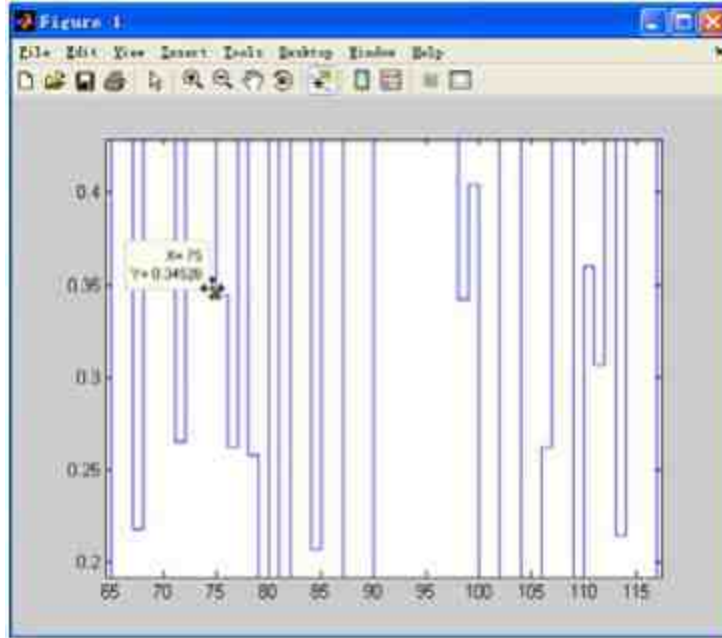 Figure 1
File Edit View Insert Tools Desktop Window Help
0.4
X= 75
Y= 0.34528
0.35
0.3
0.25
0.2
65 70 75 80 85 90 95 100 105 110 115